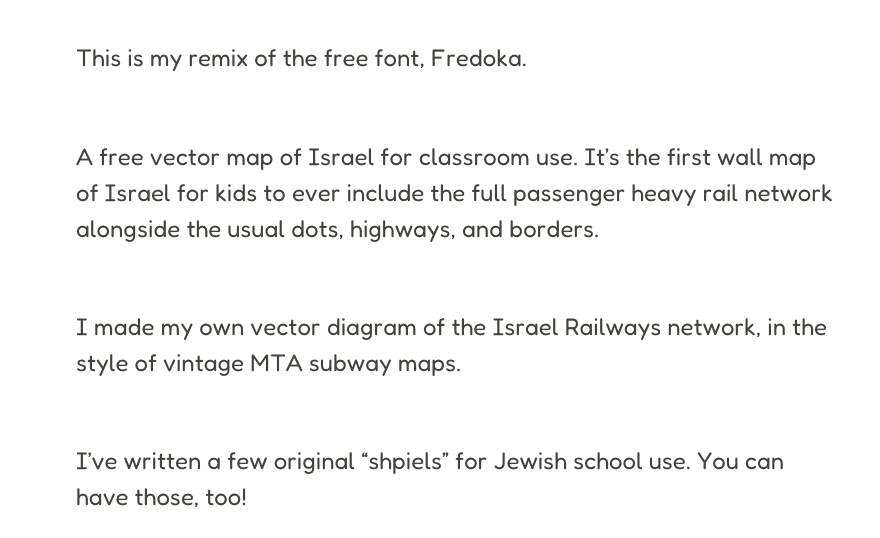 This is my remix of the free font, Fredoka.
A free vector map of Israel for classroom use. It’s the first wall map
of Israel for kids to ever include the full passenger heavy rail network
alongside the usual dots, highways, and borders.
I made my own vector diagram of the Israel Railways network, in the
style of vintage MTA subway maps.
I’ve written a few original “shpiels” for Jewish school use. You can
have those, too!